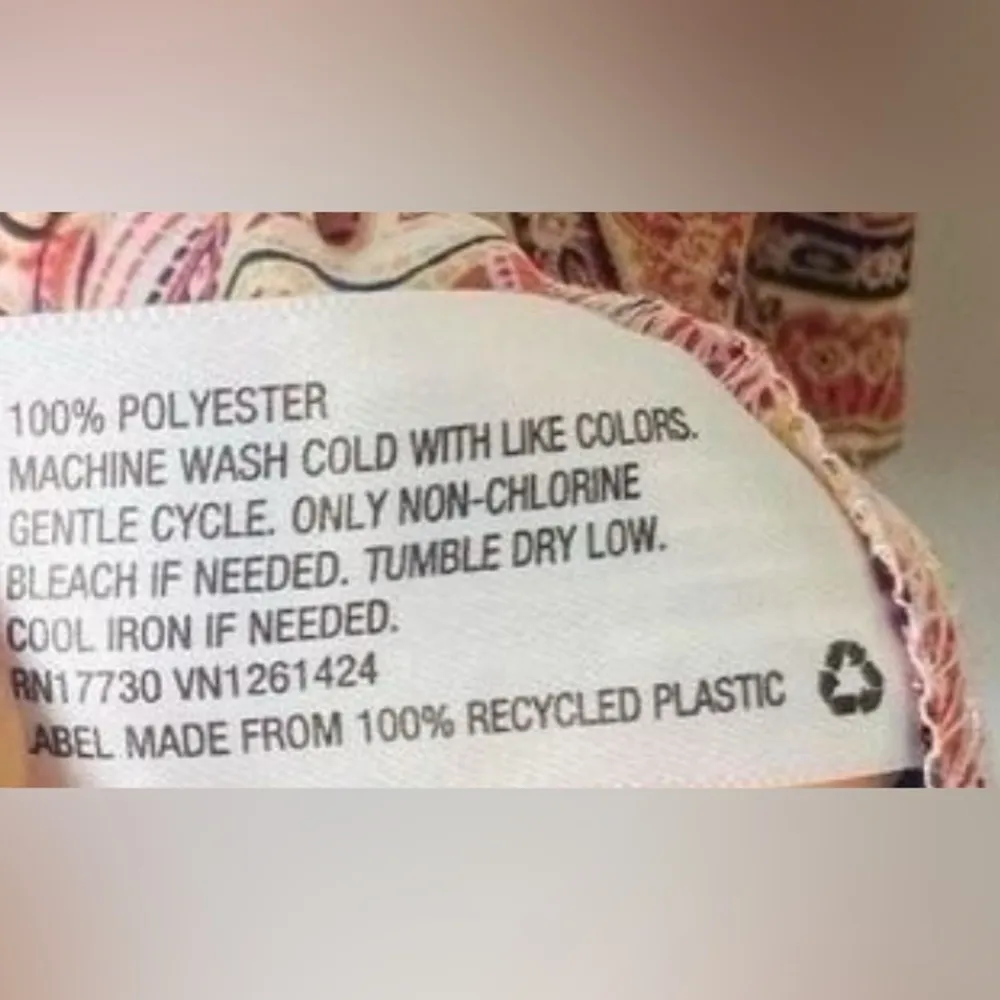 100% POLYESTER
MACHINE WASH COLD WITH LIKE COLORS.
GENTLE CYCLE. ONLY NON-CHLORINE
BLEACH IF NEEDED. TUMBLE DRY LOW.
COOL IRON IF NEEDED.
RN17730 VN1261424
LABEL MADE FROM 100% RECYCLED PLASTIC